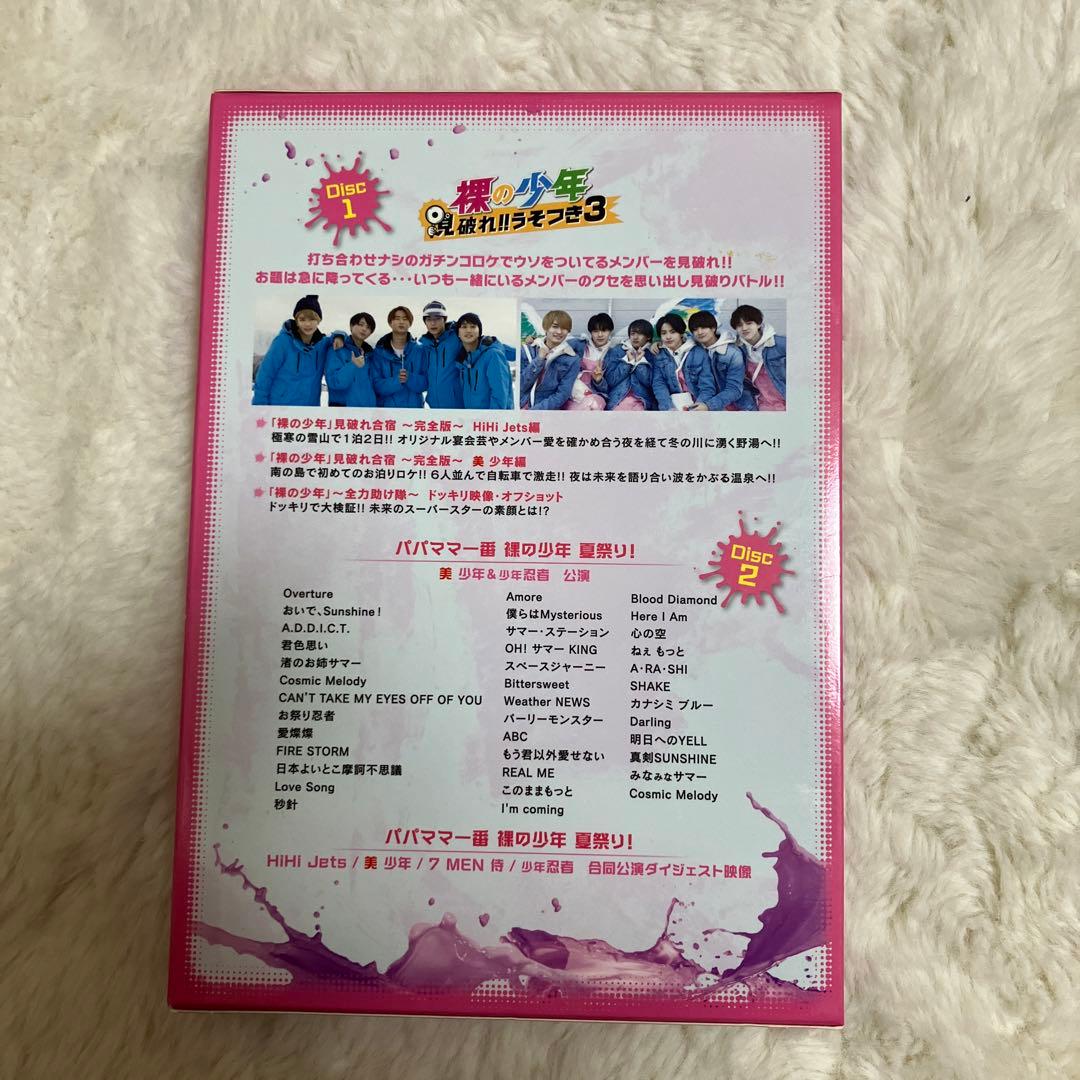 Disc
1
裸の少年
見破れ!!うそつき3
打ち合わせナシのガチンコロケでウソをついてるメンバーを見破れ!!
お題は急に降ってくる・・・いつも一緒にいるメンバーのクセを思い出し見破りバトル!!
「裸の少年」見破れ合宿 〜完全版〜 HiHi Jets編
極寒の雪山で1泊2日!! オリジナル宴会芸やメンバー愛を確かめ合う夜を経て冬の川に湧く野湯へ!!
「裸の少年」見破れ合宿 〜完全版〜 美 少年編
南の島で初めてのお泊りロケ!! 6人並んで自転車で激走!! 夜は未来を語り合い波をかぶる温泉へ!!
「裸の少年」〜全力助け隊〜 ドッキリ映像・オフショット
ドッキリで大検証!! 未来のスーパースターの素顔とは!?
Disc
2
パパママ一番 裸の少年 夏祭り!
美 少年&少年忍者 公演
Overture
おいで、Sunshine!
A.D.D.I.C.T.
君色思い
渚のお姉サマー
Cosmic Melody
CAN'T TAKE MY EYES OFF OF YOU
お祭り忍者
愛燦燦
FIRE STORM
日本よいとこ摩訶不思議
Love Song
秒針
Amore
僕らはMysterious
サマー・ステーション
OH! サマー KING
スペースジャーニー
Bittersweet
Weather NEWS
バーリーモンスター
ABC
もう君以外愛せない
REAL ME
このままもっと
I'm coming
Blood Diamond
Here I Am
心の空
ねぇ もっと
A・RA・SHI
SHAKE
カナシミ ブルー
Darling
明日へのYELL
真剣SUNSHINE
みなみなサマー
Cosmic Melody
パパママ一番 裸の少年 夏祭り!
HiHi Jets / 美 少年 / 7 MEN 侍 / 少年忍者 合同公演ダイジェスト映像